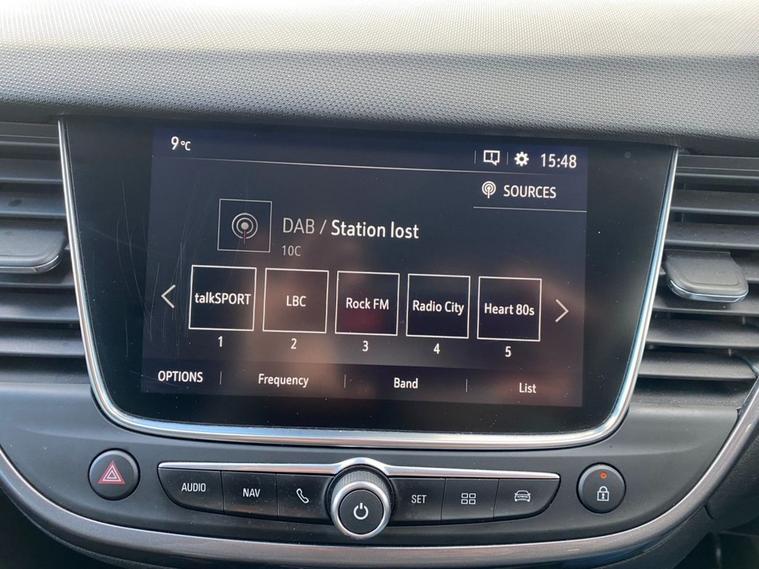 9°C
15:48
SOURCES
DAB / Station lost
10C
talkSPORT LBC Rock FM Radio City Heart 80s
1 2 3 4 5
OPTIONS Frequency Band List
AUDIO NAV SET